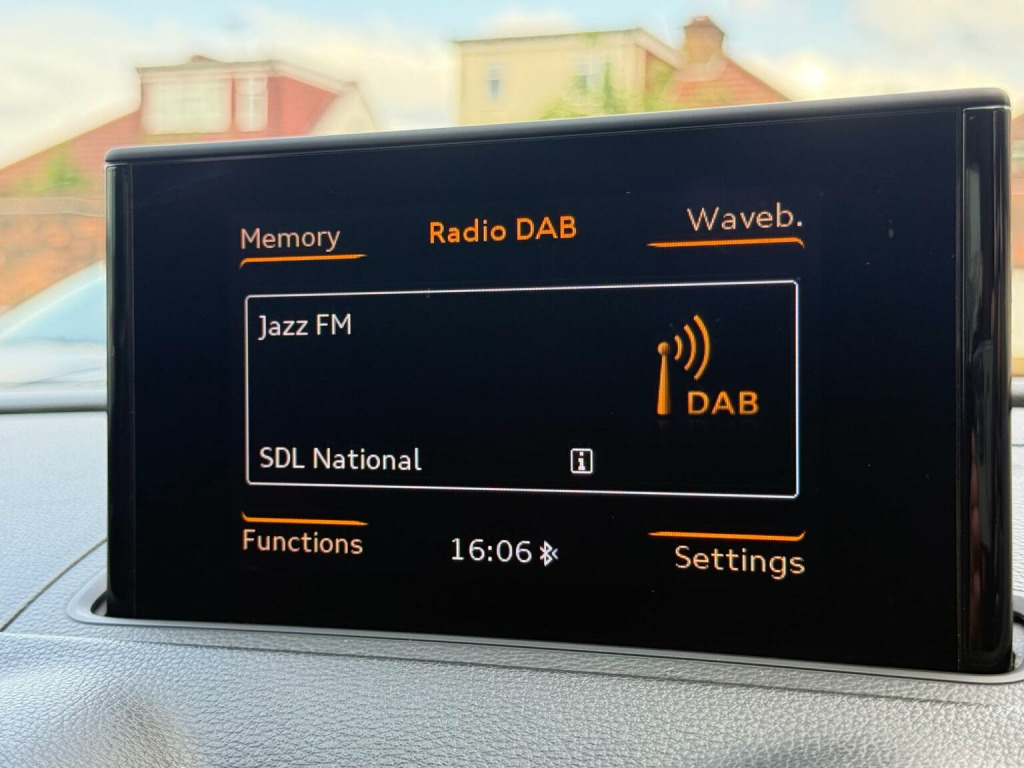 Memory
Radio DAB
Waveb.
Jazz FM
DAB
SDL National
i
Functions
16:06
Settings